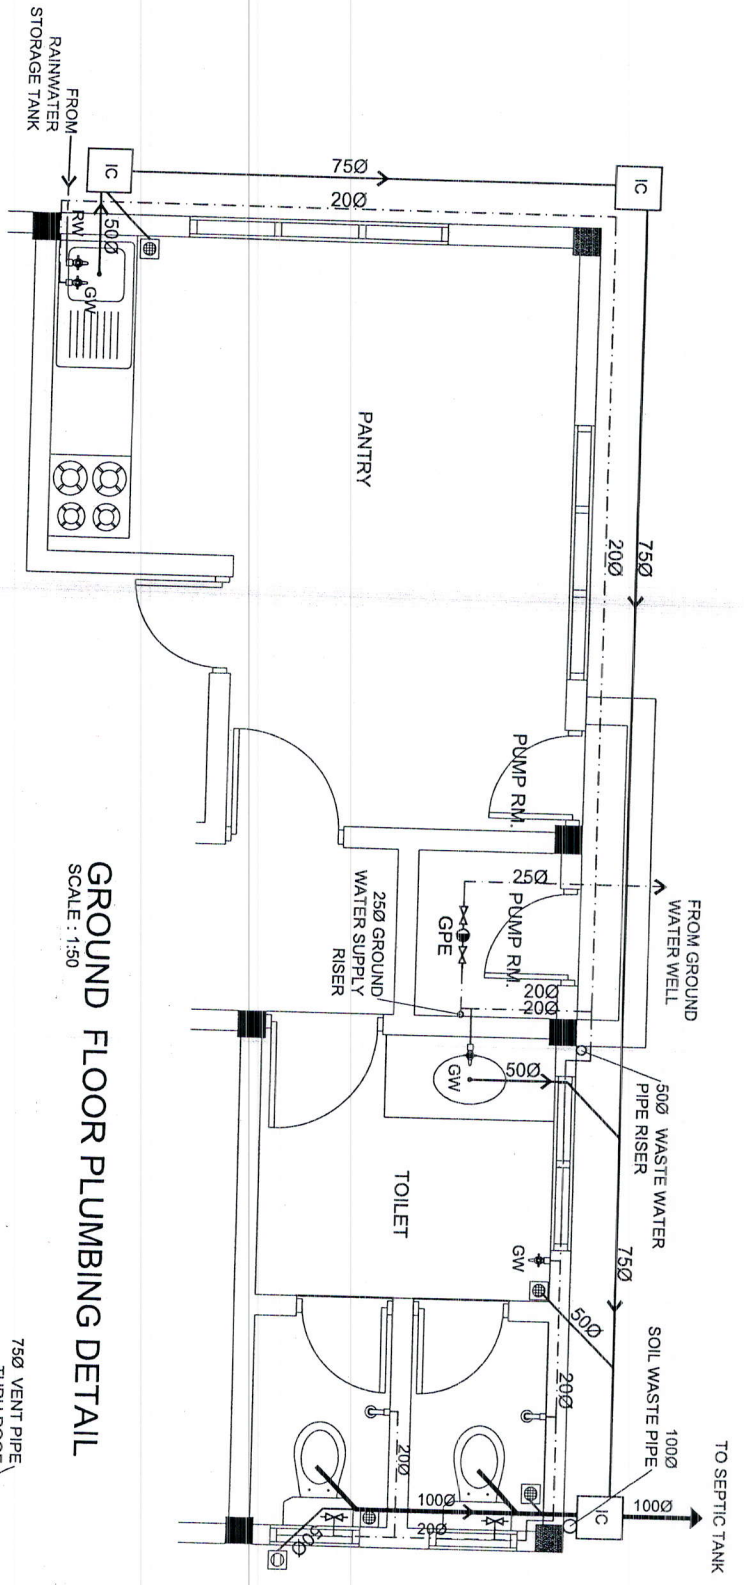 FROM
RAINWATER
STORAGE TANK
IC
75Ø
20Ø
IC
RW
50Ø
GW
PANTRY
75Ø
20Ø
PUMP RM.
25Ø
PUMP RM.
GPE
FROM GROUND
WATER WELL
25Ø GROUND
WATER SUPPLY
RISER
20Ø
20Ø
GW
50Ø
50Ø WASTE WATER
PIPE RISER
TOILET
GW
75Ø
50Ø
20Ø
20Ø
100Ø
20Ø
50Ø
100Ø
SOIL WASTE PIPE
IC
100Ø
TO SEPTIC TANK
GROUND FLOOR PLUMBING DETAIL
SCALE : 1:50
75Ø VENT PIPE